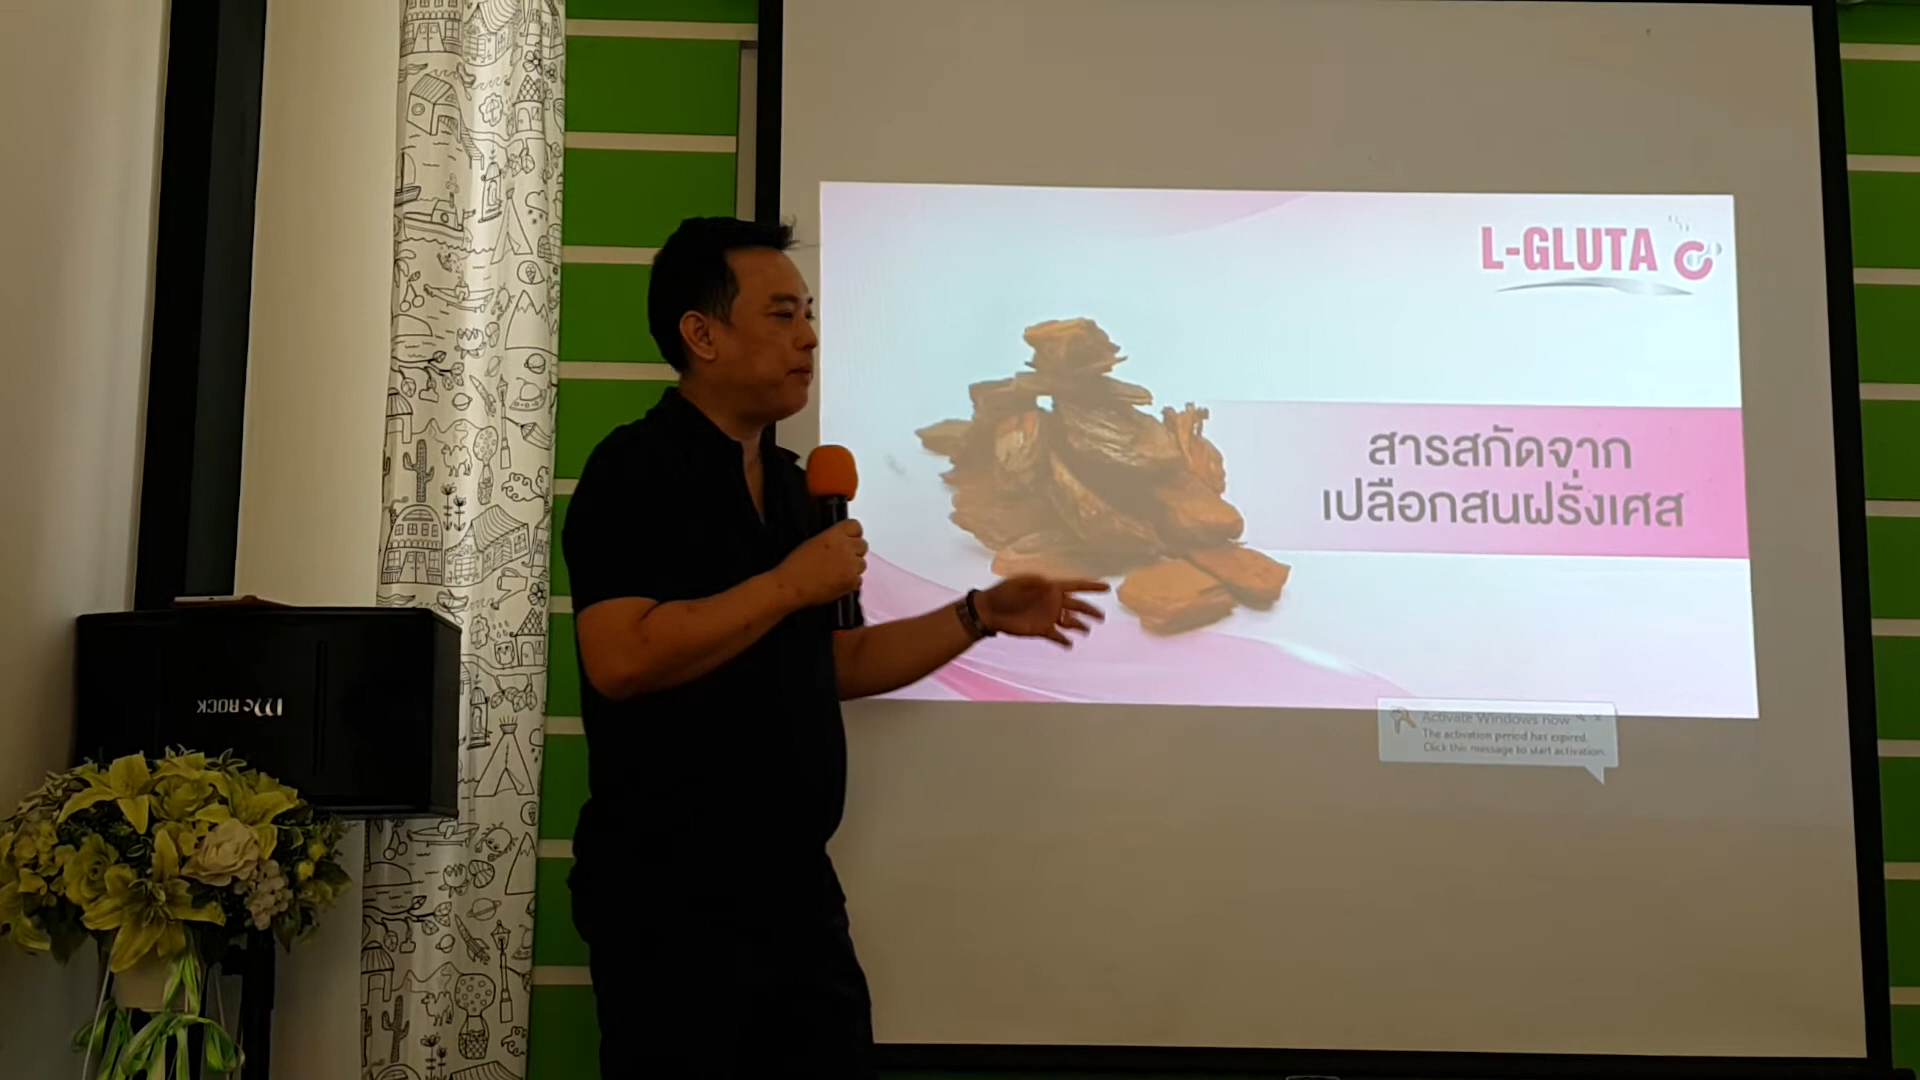 L-GLUTA
สารสกัดจาก
เปลือกสนฝรั่งเศส
Activate Windows now
The activation period has expired.
Click this message to start activation.
mc ROCK